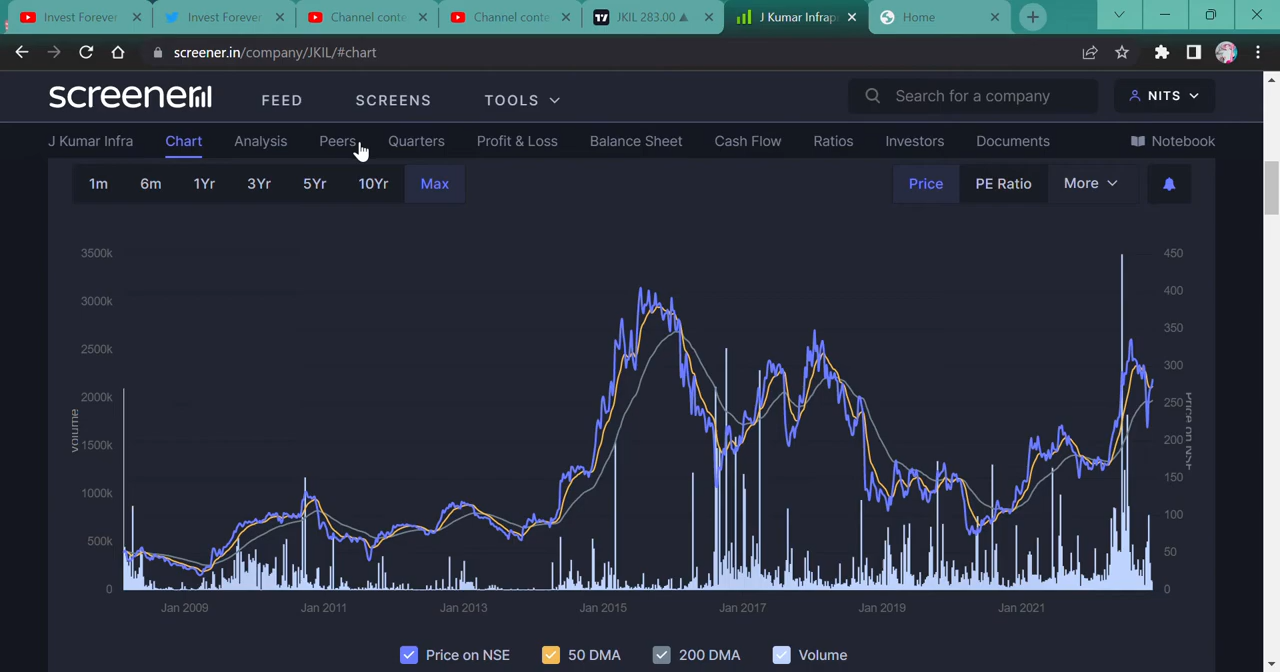 Invest Forever
Invest Forever
Channel conte
Channel conte
JKIL 283.00 ▲
J Kumar Infrap
Home
screener.in/company/JKIL/#chart
screener
FEED
SCREENS
TOOLS
Search for a company
NITS
J Kumar Infra
Chart
Analysis
Peers
Quarters
Profit & Loss
Balance Sheet
Cash Flow
Ratios
Investors
Documents
Notebook
1m
6m
1Yr
3Yr
5Yr
10Yr
Max
Price
PE Ratio
More
3500k
3000k
2500k
2000k
1500k
1000k
500k
0
Volume
450
400
350
300
250
200
150
100
50
0
Price on NSE
Jan 2009
Jan 2011
Jan 2013
Jan 2015
Jan 2017
Jan 2019
Jan 2021
Price on NSE
50 DMA
200 DMA
Volume